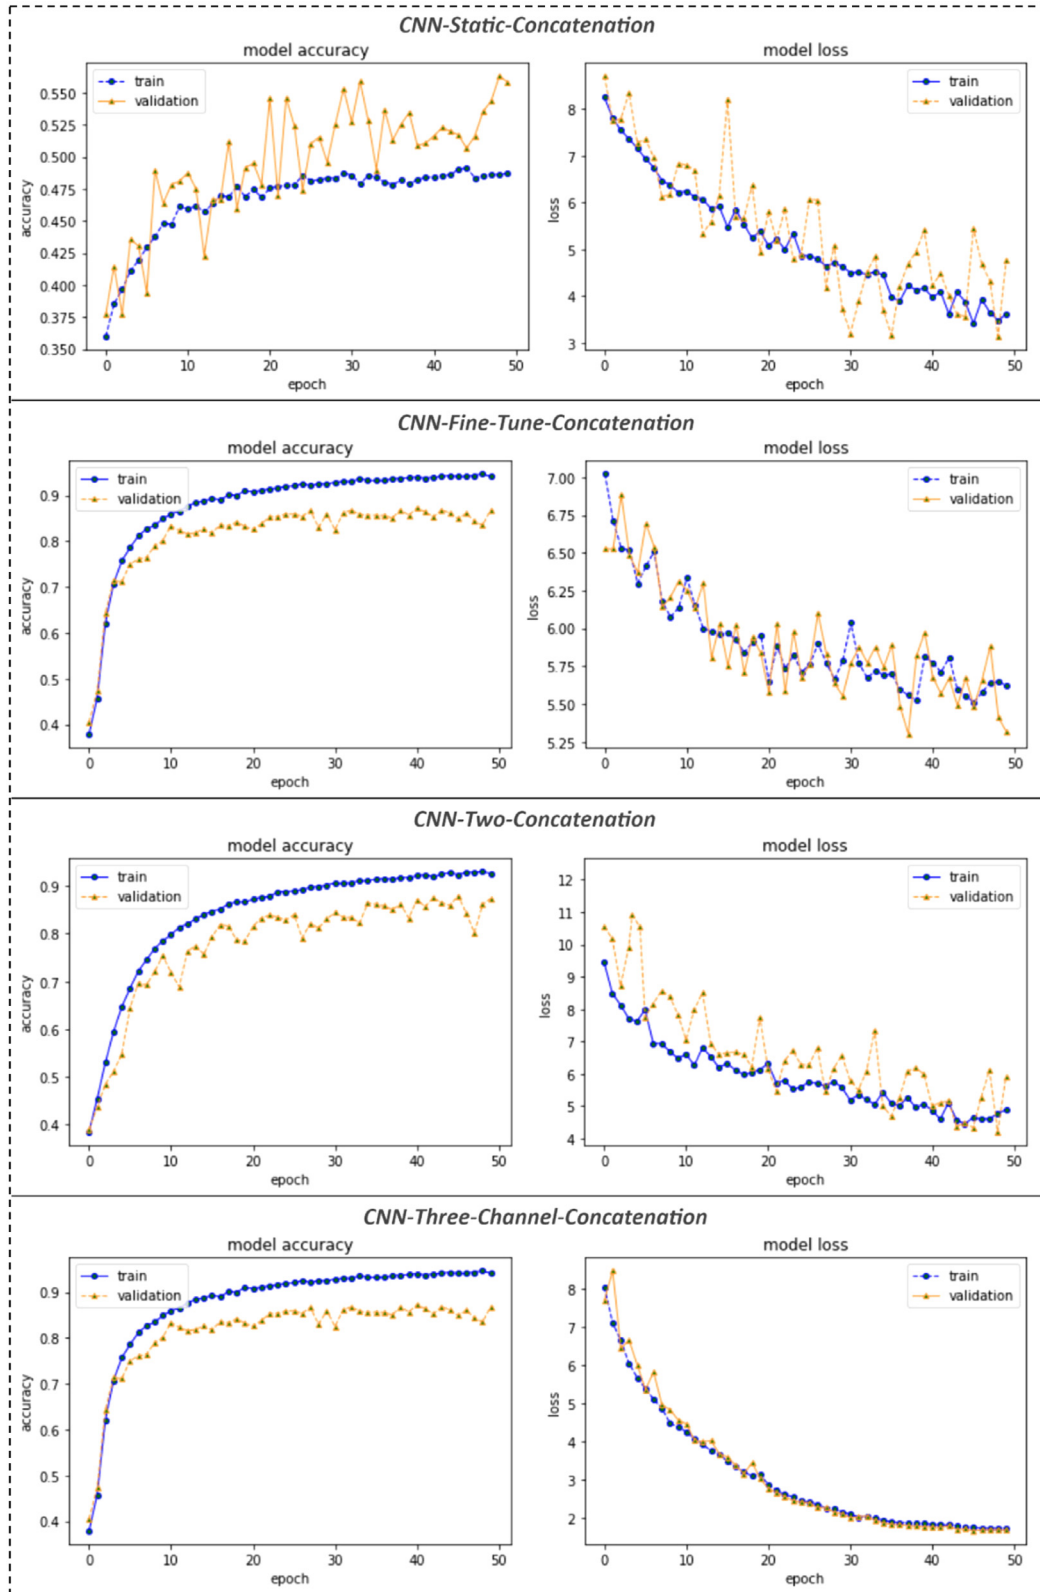 CNN-Static-Concatenation
model accuracy
train
validation
0.550
0.525
0.500
0.475
0.450
0.425
0.400
0.375
0.350
accuracy
0 10 20 30 40 50
epoch
model loss
train
validation
8
7
6
5
4
3
loss
0 10 20 30 40 50
epoch
CNN-Fine-Tune-Concatenation
model accuracy
train
validation
0.9
0.8
0.7
0.6
0.5
0.4
accuracy
0 10 20 30 40 50
epoch
model loss
train
validation
7.00
6.75
6.50
6.25
6.00
5.75
5.50
5.25
loss
0 10 20 30 40 50
epoch
CNN-Two-Concatenation
model accuracy
train
validation
0.9
0.8
0.7
0.6
0.5
0.4
accuracy
0 10 20 30 40 50
epoch
model loss
train
validation
12
11
10
9
8
7
6
5
4
loss
0 10 20 30 40 50
epoch
CNN-Three-Channel-Concatenation
model accuracy
train
validation
0.9
0.8
0.7
0.6
0.5
0.4
accuracy
0 10 20 30 40 50
epoch
model loss
train
validation
8
7
6
5
4
3
2
loss
0 10 20 30 40 50
epoch